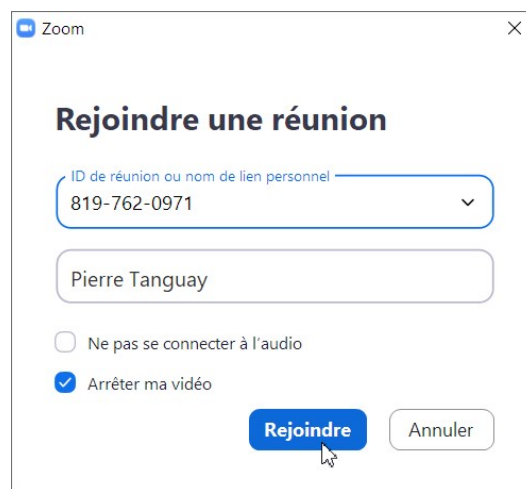 Zoom
Rejoindre une réunion
ID de réunion ou nom de lien personnel
819-762-0971
Pierre Tanguay
Ne pas se connecter à l'audio
Arrêter ma vidéo
Rejoindre Annuler